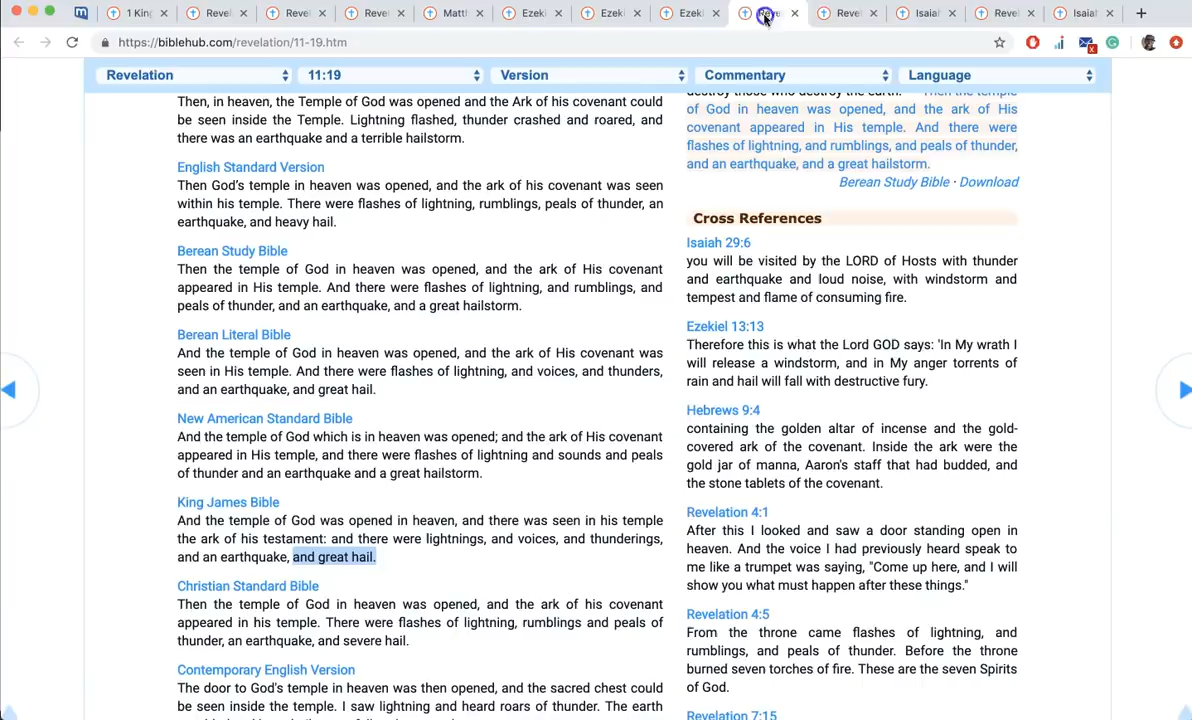 1 King
Revel
Revel
Revel
Matt
Ezeki
Ezeki
Ezeki
Revel
Isaiah
Revel
Isaiah
https://biblehub.com/revelation/11-19.htm
Revelation
11:19
Version
Commentary
Language
Then, in heaven, the Temple of God was opened and the Ark of his covenant could
be seen inside the Temple. Lightning flashed, thunder crashed and roared, and
there was an earthquake and a terrible hailstorm.
English Standard Version
Then God's temple in heaven was opened, and the ark of his covenant was seen
within his temple. There were flashes of lightning, rumblings, peals of thunder, an
earthquake, and heavy hail.
Berean Study Bible
Then the temple of God in heaven was opened, and the ark of His covenant
appeared in His temple. And there were flashes of lightning, and rumblings, and
peals of thunder, and an earthquake, and a great hailstorm.
Berean Literal Bible
And the temple of God in heaven was opened, and the ark of His covenant was
seen in His temple. And there were flashes of lightning, and voices, and thunders,
and an earthquake, and great hail.
New American Standard Bible
And the temple of God which is in heaven was opened; and the ark of His covenant
appeared in His temple, and there were flashes of lightning and sounds and peals
of thunder and an earthquake and a great hailstorm.
King James Bible
And the temple of God was opened in heaven, and there was seen in his temple
the ark of his testament: and there were lightnings, and voices, and thunderings,
and an earthquake, and great hail.
Christian Standard Bible
Then the temple of God in heaven was opened, and the ark of his covenant
appeared in his temple. There were flashes of lightning, rumblings and peals of
thunder, an earthquake, and severe hail.
Contemporary English Version
The door to God's temple in heaven was then opened, and the sacred chest could
be seen inside the temple. I saw lightning and heard roars of thunder. The earth
destroy those who destroy the earth." Then the temple
of God in heaven was opened, and the ark of His
covenant appeared in His temple. And there were
flashes of lightning, and rumblings, and peals of thunder,
and an earthquake, and a great hailstorm.
Berean Study Bible · Download
Cross References
Isaiah 29:6
you will be visited by the LORD of Hosts with thunder
and earthquake and loud noise, with windstorm and
tempest and flame of consuming fire.
Ezekiel 13:13
Therefore this is what the Lord GOD says: 'In My wrath I
will release a windstorm, and in My anger torrents of
rain and hail will fall with destructive fury.
Hebrews 9:4
containing the golden altar of incense and the gold-
covered ark of the covenant. Inside the ark were the
gold jar of manna, Aaron's staff that had budded, and
the stone tablets of the covenant.
Revelation 4:1
After this I looked and saw a door standing open in
heaven. And the voice I had previously heard speak to
me like a trumpet was saying, "Come up here, and I will
show you what must happen after these things."
Revelation 4:5
From the throne came flashes of lightning, and
rumblings, and peals of thunder. Before the throne
burned seven torches of fire. These are the seven Spirits
of God.
Revelation 7:15